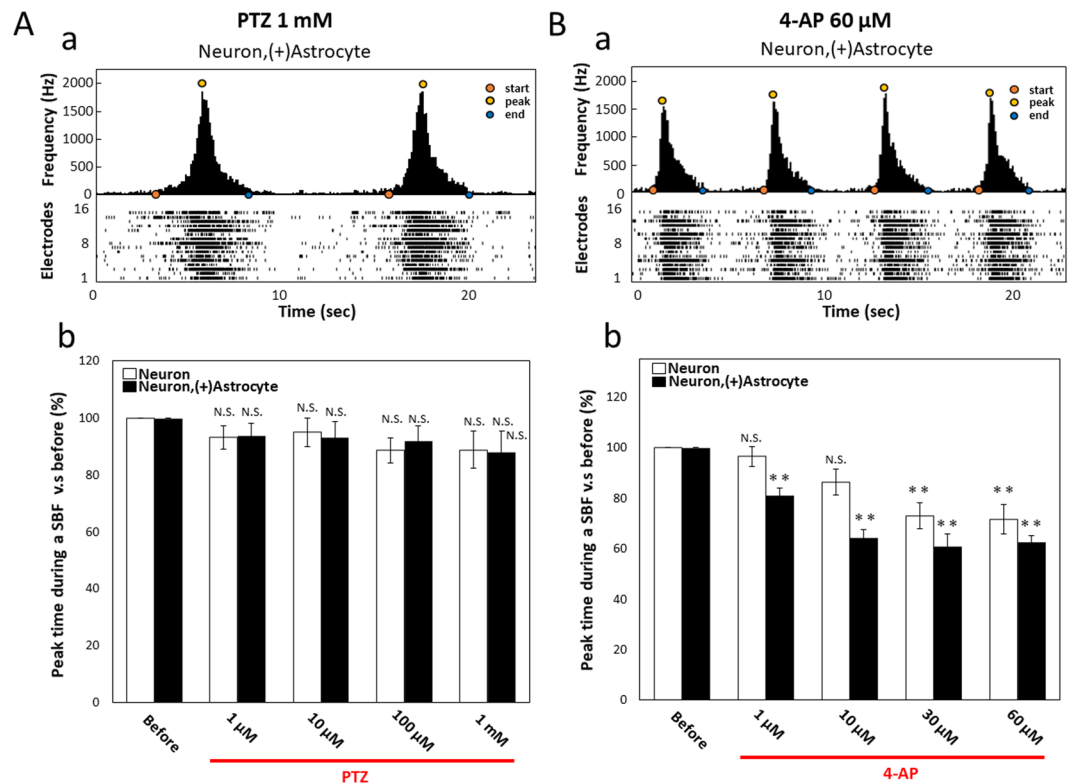 A
PTZ 1 mM
a
Neuron,(+)Astrocyte
Frequency (Hz)
2000
1500
1000
500
0
start
peak
end
Electrodes
16
8
1
0
10
20
Time (sec)
B
4-AP 60 µM
a
Neuron,(+)Astrocyte
Frequency (Hz)
2000
1500
1000
500
0
start
peak
end
Electrodes
16
8
1
0
10
20
Time (sec)
b
Peak time during a SBF v.s before (%)
120
100
80
60
40
20
0
Neuron
Neuron,(+)Astrocyte
N.S.
N.S.
N.S.
N.S.
N.S.
N.S.
N.S.
N.S.
N.S.
Before
1 µM
10 µM
100 µM
1 mM
PTZ
b
Peak time during a SBF v.s before (%)
120
100
80
60
40
20
0
Neuron
Neuron,(+)Astrocyte
N.S.
**
N.S.
**
**
**
**
**
Before
1 µM
10 µM
30 µM
60 µM
4-AP